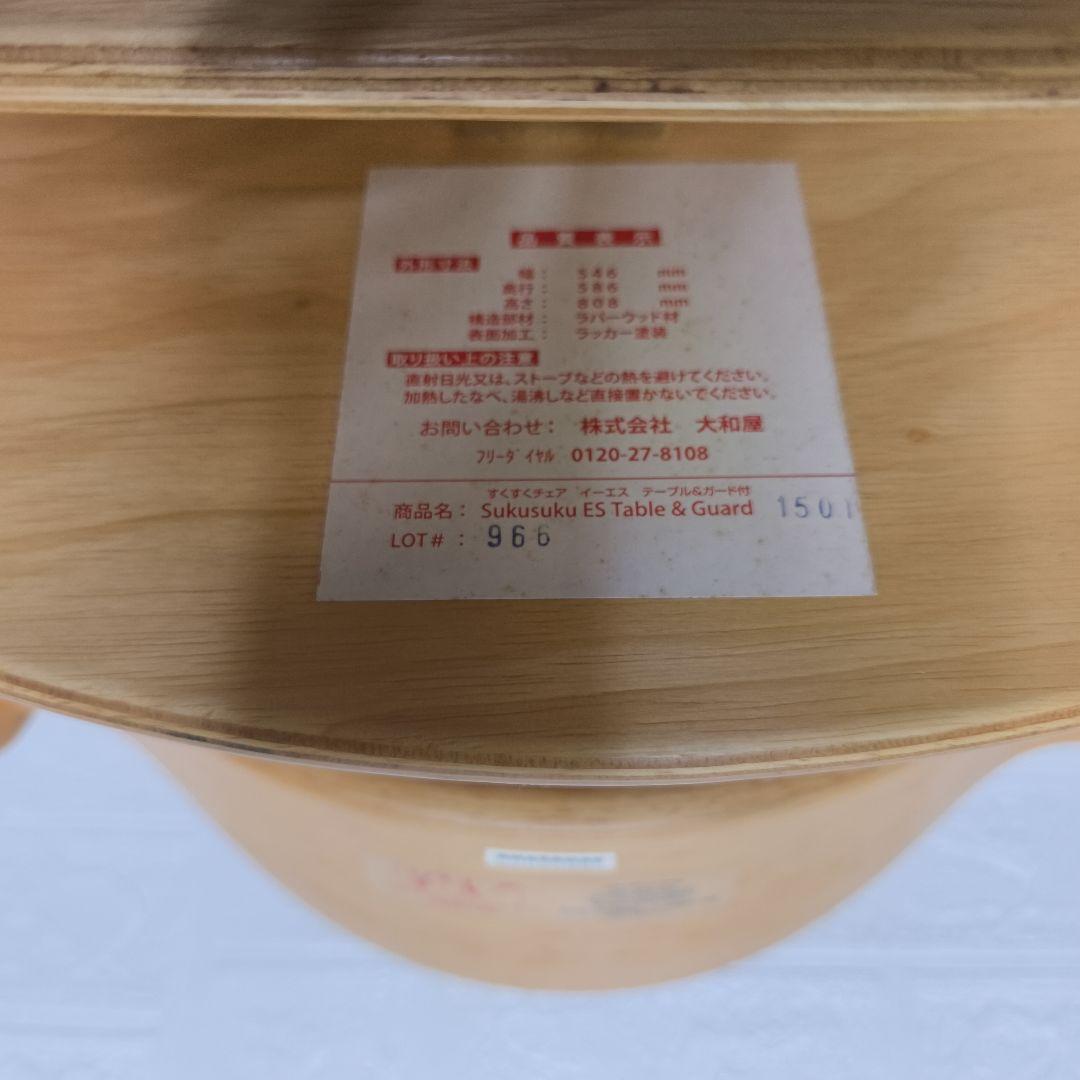 品質表示
外形寸法
幅： 546 mm
奥行： 586 mm
高さ： 808 mm
構造部材： ラバーウッド材
表面加工： ラッカー塗装
取り扱い上の注意
直射日光又は、ストーブなどの熱を避けてください。
加熱したなべ、湯沸しなど直接置かないでください。
お問い合わせ： 株式会社 大和屋
フリーダイヤル 0120-27-8108
すくすくチェア イーエス テーブル&ガード付
商品名： Sukusuku ES Table & Guard 1501
LOT# ： 966